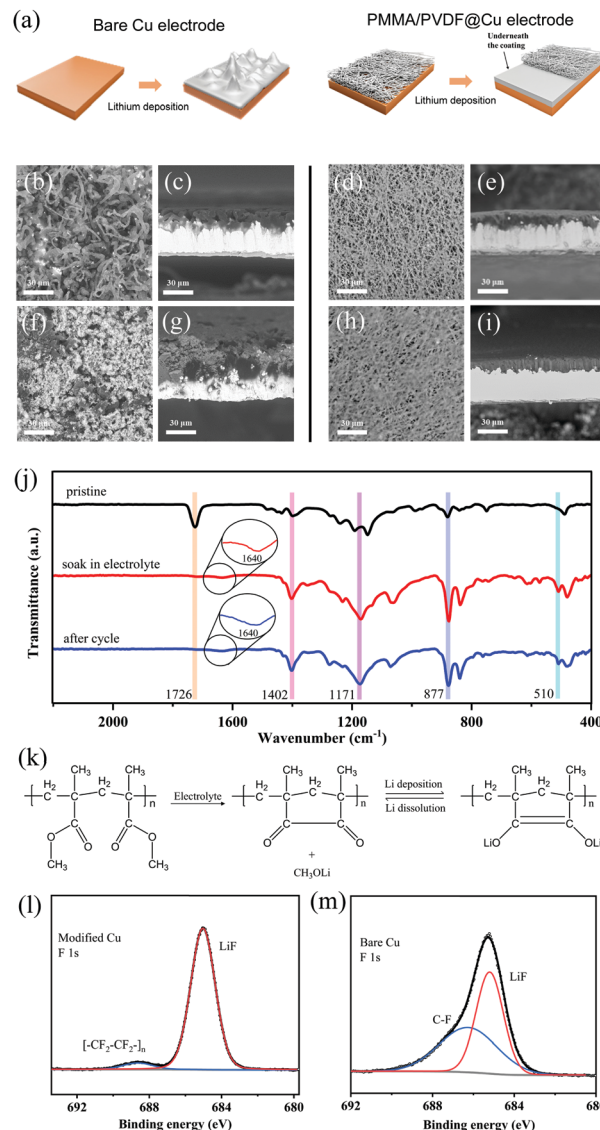 (a)
Bare Cu electrode
PMMA/PVDF@Cu electrode
Underneath
the coating
Lithium deposition
Lithium deposition
(b)
30 μm
(c)
30 μm
(d)
30 μm
(e)
30 μm
(f)
30 μm
(g)
30 μm
(h)
30 μm
(i)
30 μm
(j)
pristine
soak in electrolyte
1640
after cycle
1640
1726
1402
1171
877
510
Transmittance (a.u.)
2000
1600
1200
800
400
Wavenumber (cm⁻¹)
(k)
H₂
C
CH₃
H₂
C
CH₃
n
C
C
O
O
O
O
CH₃
CH₃
Electrolyte
H₂
C
CH₃
H₂
C
CH₃
n
C
C
O
O
+
CH₃OLi
Li deposition
Li dissolution
H₂
C
CH₃
H₂
C
CH₃
n
C
C
LiO
OLi
(l)
Modified Cu
F 1s
LiF
[-CF₂-CF₂-]ₙ
692
688
684
680
Binding energy (eV)
(m)
Bare Cu
F 1s
LiF
C-F
692
688
684
680
Binding energy (eV)